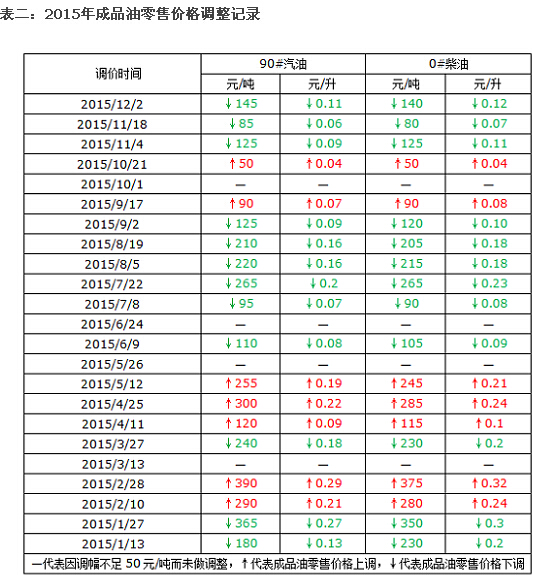 表二：2015年成品油零售价格调整记录
调价时间 90#汽油 0#柴油
元/吨 元/升 元/吨 元/升
2015/12/2 ↓145 ↓0.11 ↓140 ↓0.12
2015/11/18 ↓85 ↓0.06 ↓80 ↓0.07
2015/11/4 ↓125 ↓0.09 ↓125 ↓0.11
2015/10/21 ↑50 ↑0.04 ↑50 ↑0.04
2015/10/1 — — — —
2015/9/17 ↑90 ↑0.07 ↑90 ↑0.08
2015/9/2 ↓125 ↓0.09 ↓120 ↓0.10
2015/8/19 ↓210 ↓0.16 ↓205 ↓0.18
2015/8/5 ↓220 ↓0.16 ↓215 ↓0.18
2015/7/22 ↓265 ↓0.2 ↓265 ↓0.23
2015/7/8 ↓95 ↓0.07 ↓90 ↓0.08
2015/6/24 — — — —
2015/6/9 ↓110 ↓0.08 ↓105 ↓0.09
2015/5/26 — — — —
2015/5/12 ↑255 ↑0.19 ↑245 ↑0.21
2015/4/25 ↑300 ↑0.22 ↑285 ↑0.24
2015/4/11 ↑120 ↑0.09 ↑115 ↑0.1
2015/3/27 ↓240 ↓0.18 ↓230 ↓0.2
2015/3/13 — — — —
2015/2/28 ↑390 ↑0.29 ↑375 ↑0.32
2015/2/10 ↑290 ↑0.21 ↑280 ↑0.24
2015/1/27 ↓365 ↓0.27 ↓350 ↓0.3
2015/1/13 ↓180 ↓0.13 ↓230 ↓0.2
—代表因调幅不足50元/吨而未做调整，↑代表成品油零售价格上调，↓代表成品油零售价格下调